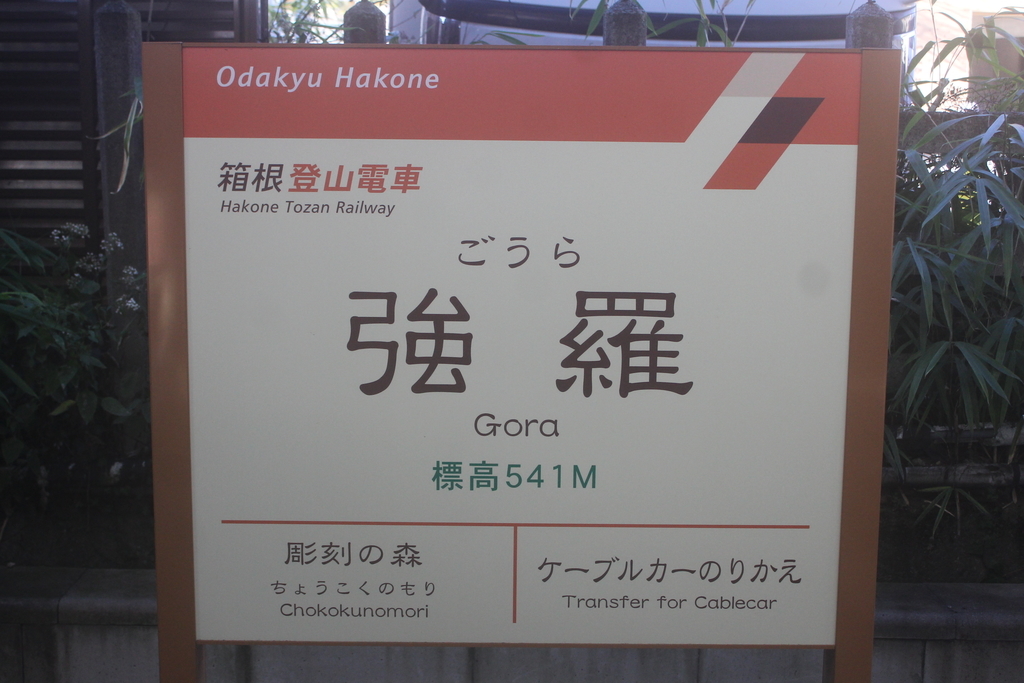 Odakyu Hakone
箱根登山電車
Hakone Tozan Railway
ごうら
強羅
Gora
標高541M
彫刻の森
ちょうこくのもり
Chokokunomori
ケーブルカーのりかえ
Transfer for Cablecar